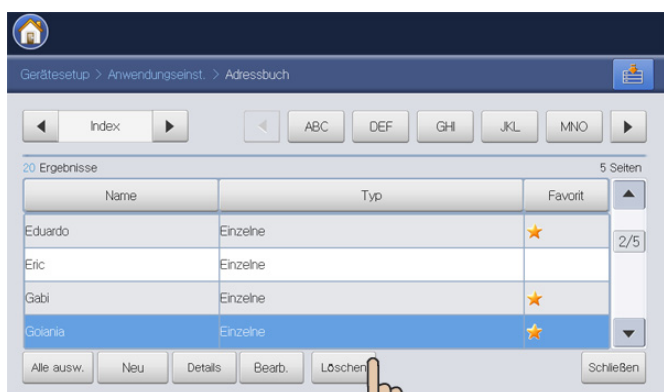 Gerätesetup > Anwendungseinst. > Adressbuch
Index ABC DEF GHI JKL MNO
20 Ergebnisse 5 Seiten
Name Typ Favorit
Eduardo Einzelne
2/5
Eric Einzelne
Gabi Einzelne
Goiania Einzelne
Alle ausw. Neu Details Bearb. Löschen Schließen